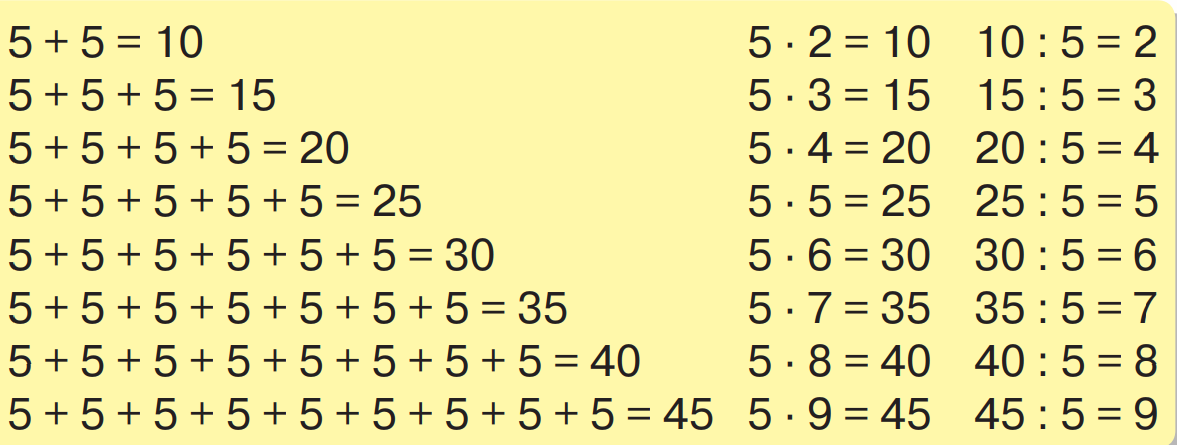 5 + 5 = 10 5 · 2 = 10 10 : 5 = 2
5 + 5 + 5 = 15 5 · 3 = 15 15 : 5 = 3
5 + 5 + 5 + 5 = 20 5 · 4 = 20 20 : 5 = 4
5 + 5 + 5 + 5 + 5 = 25 5 · 5 = 25 25 : 5 = 5
5 + 5 + 5 + 5 + 5 + 5 = 30 5 · 6 = 30 30 : 5 = 6
5 + 5 + 5 + 5 + 5 + 5 + 5 = 35 5 · 7 = 35 35 : 5 = 7
5 + 5 + 5 + 5 + 5 + 5 + 5 + 5 = 40 5 · 8 = 40 40 : 5 = 8
5 + 5 + 5 + 5 + 5 + 5 + 5 + 5 + 5 = 45 5 · 9 = 45 45 : 5 = 9